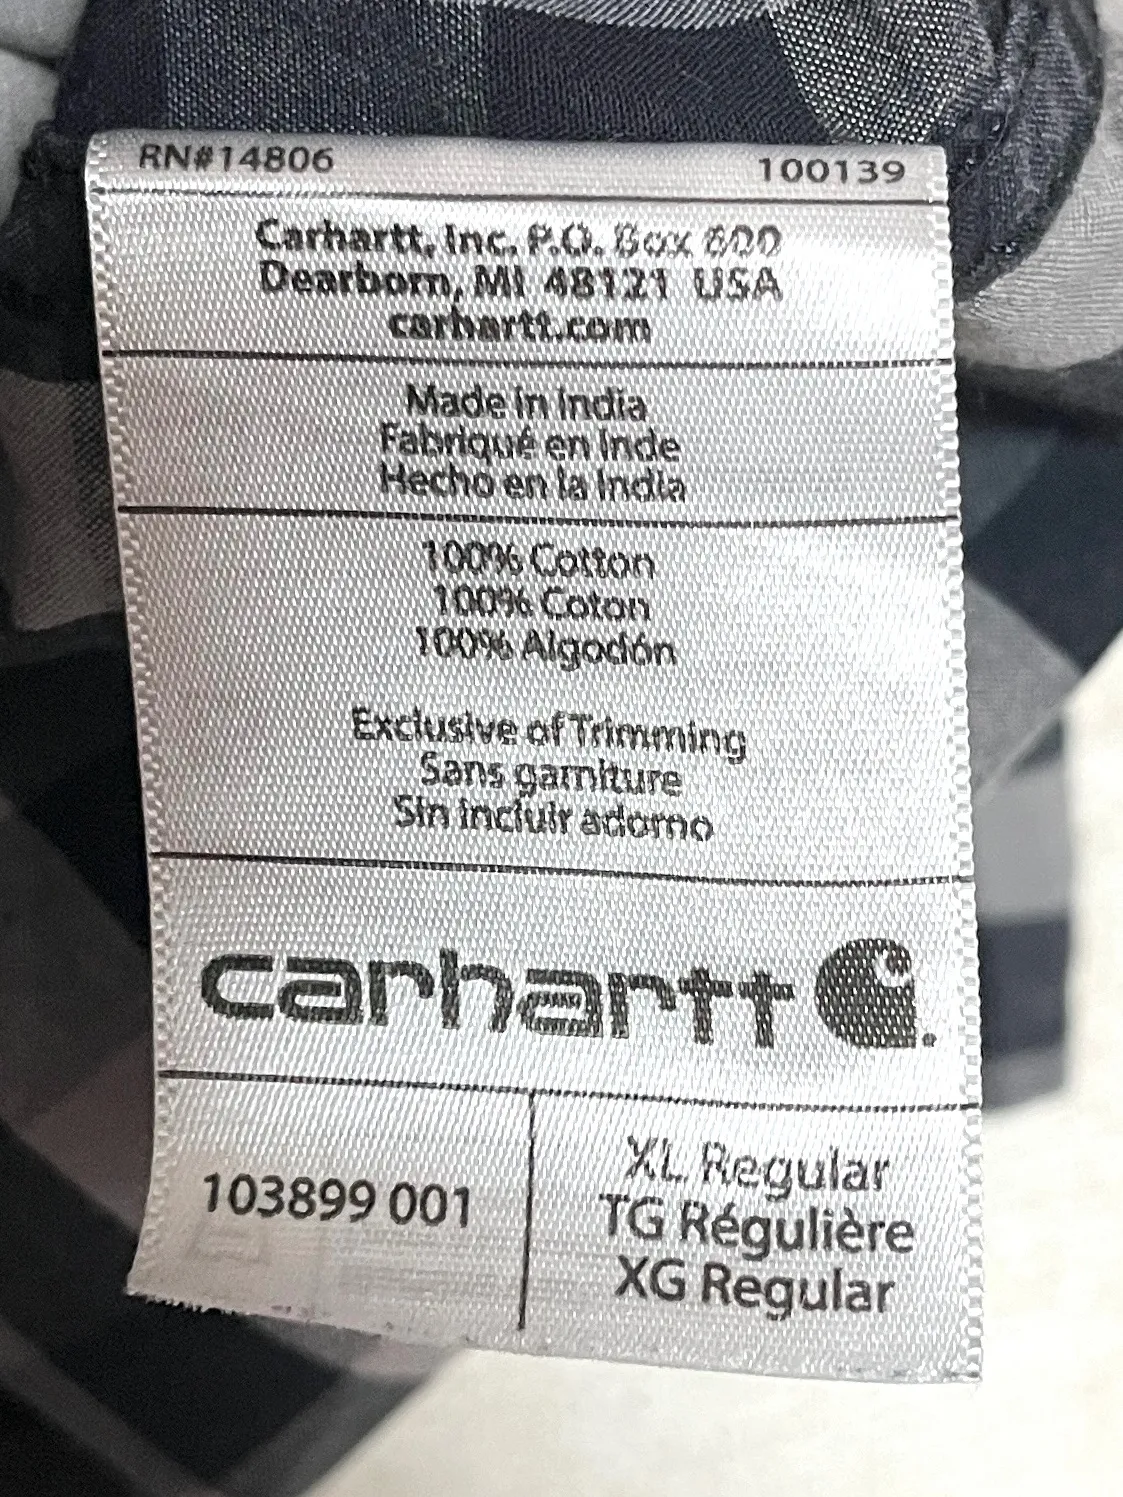 RN#14806 100139
Carhartt, Inc. P.O. Box 600
Dearborn, MI 48121 USA
carhartt.com
Made in India
Fabriqué en Inde
Hecho en la India
100% Cotton
100% Coton
100% Algodón
Exclusive of Trimming
Sans garniture
Sin incluir adorno
carhartt
103899 001
XL Regular
TG Régulière
XG Regular